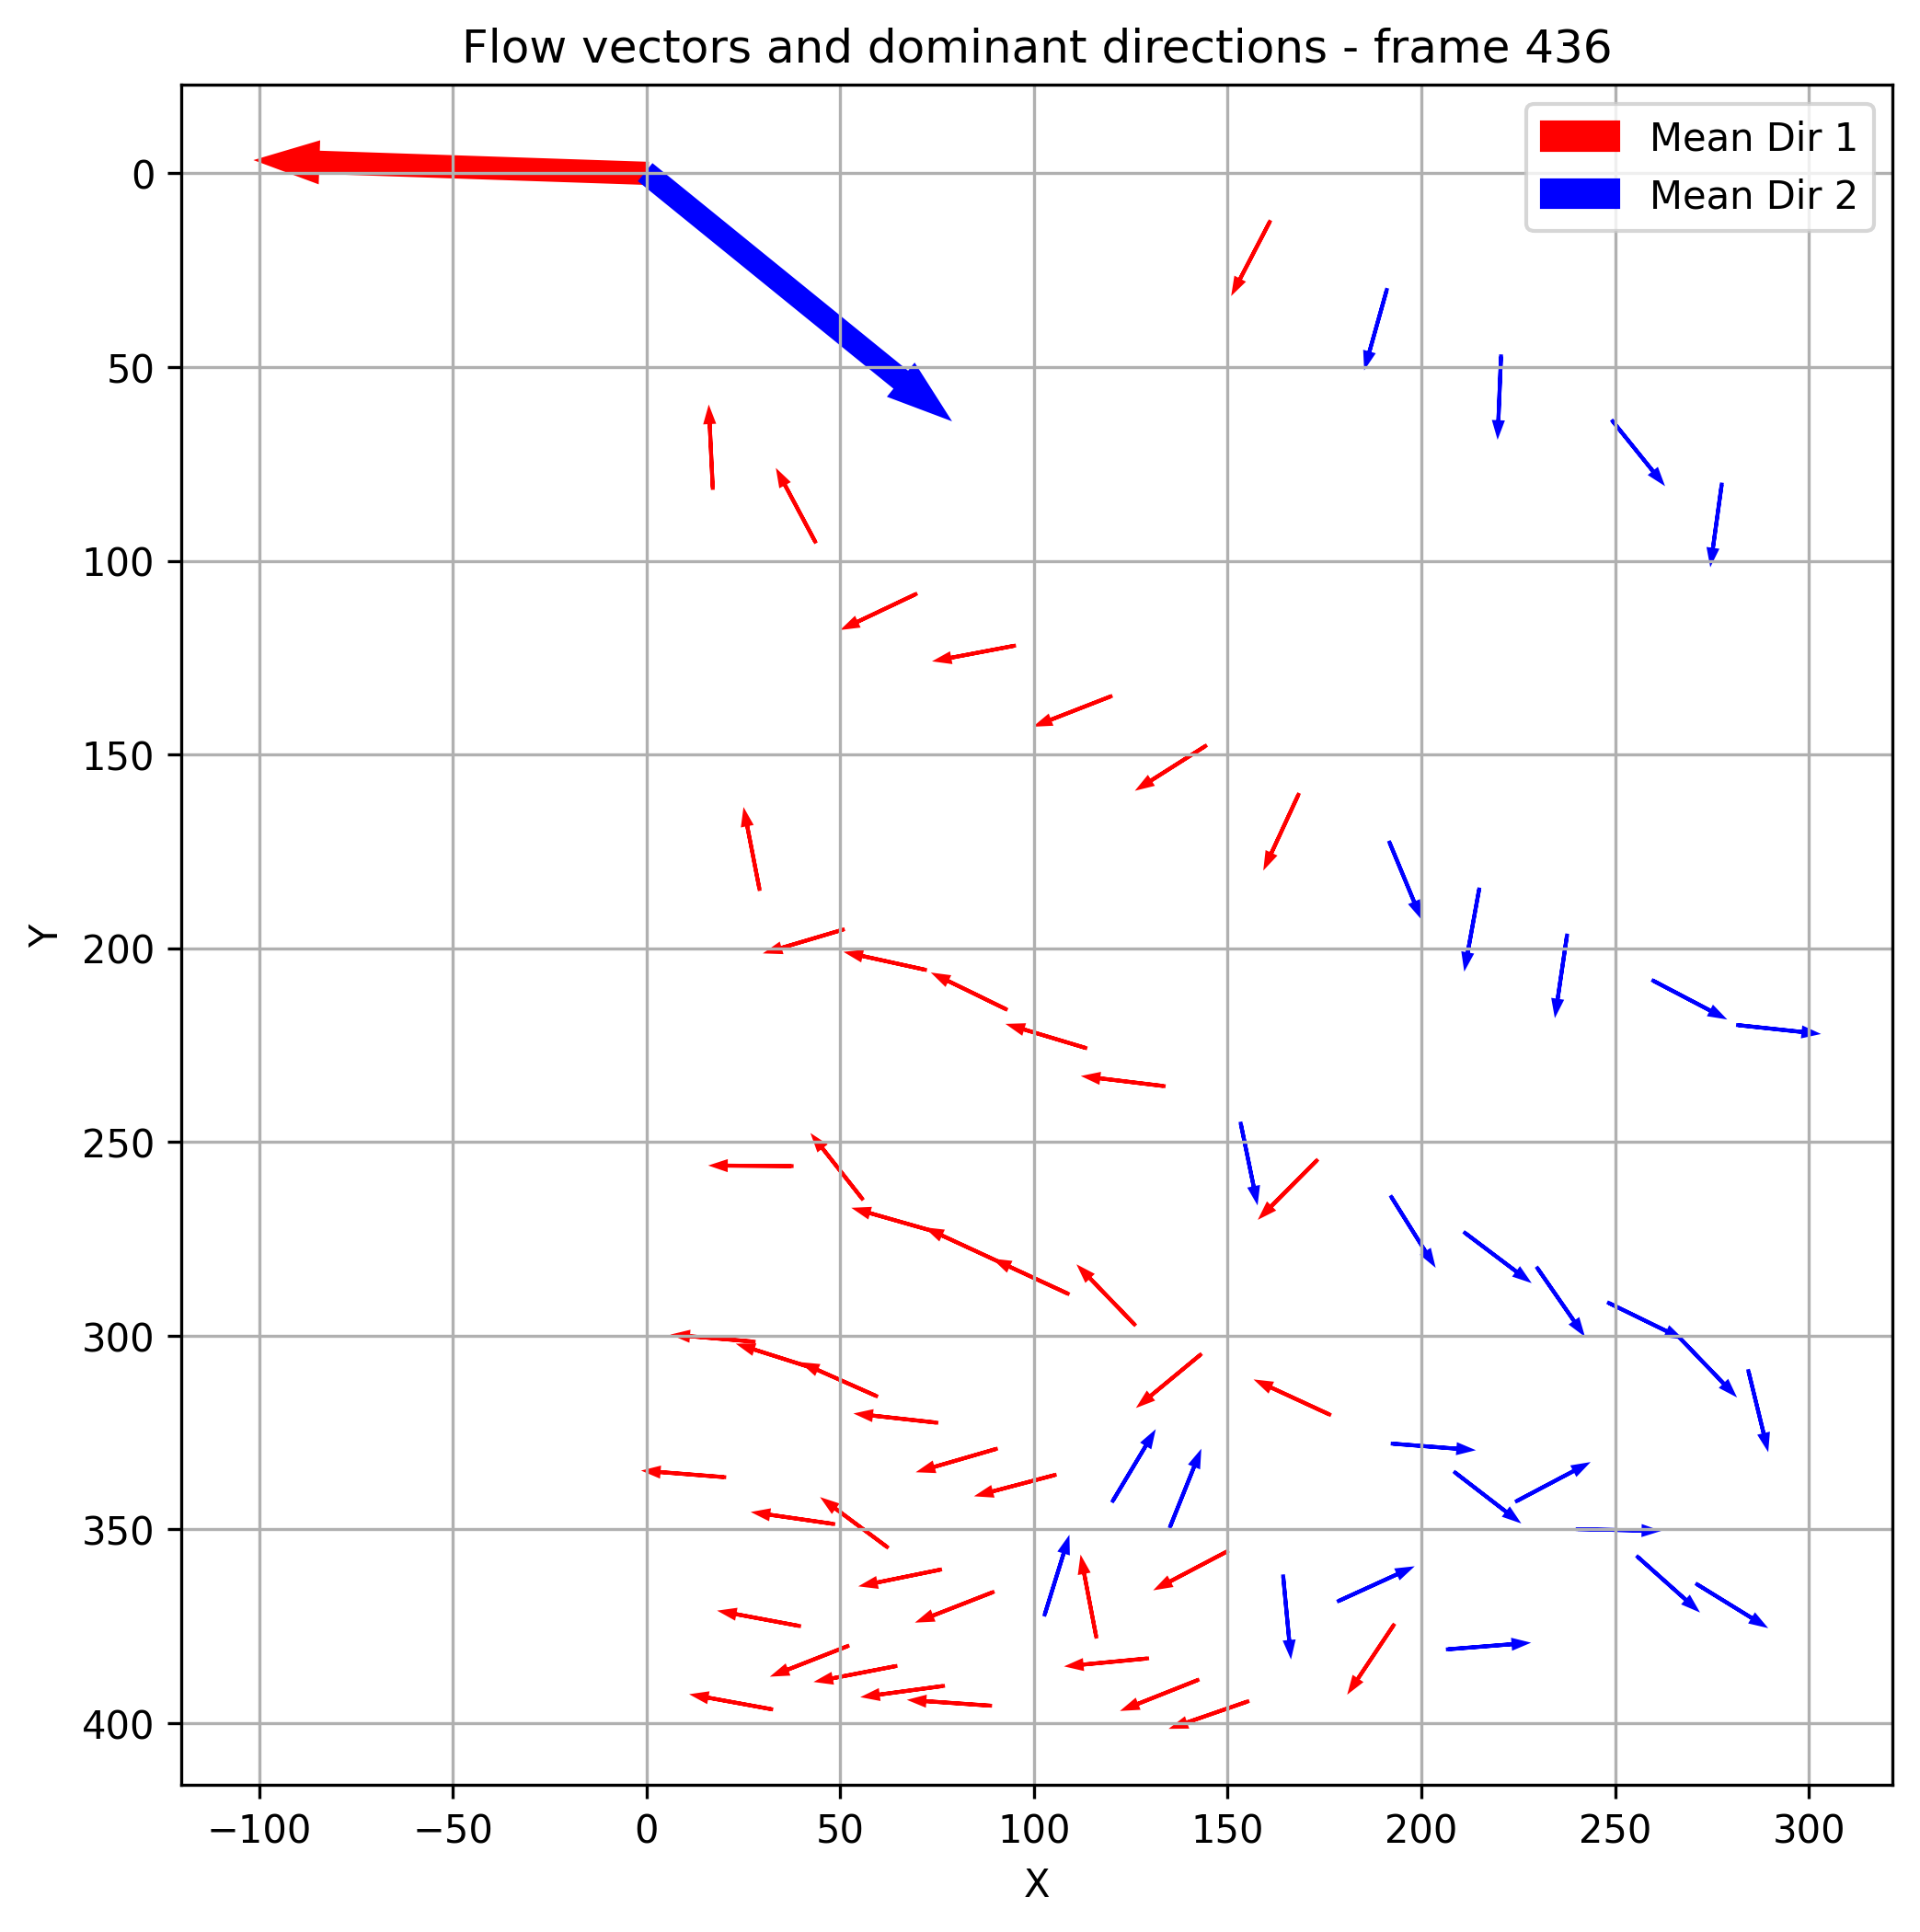 Flow vectors and dominant directions - frame 436
Mean Dir 1
Mean Dir 2
0
50
100
150
200
250
300
350
400
Y
−100 −50 0 50 100 150 200 250 300
X